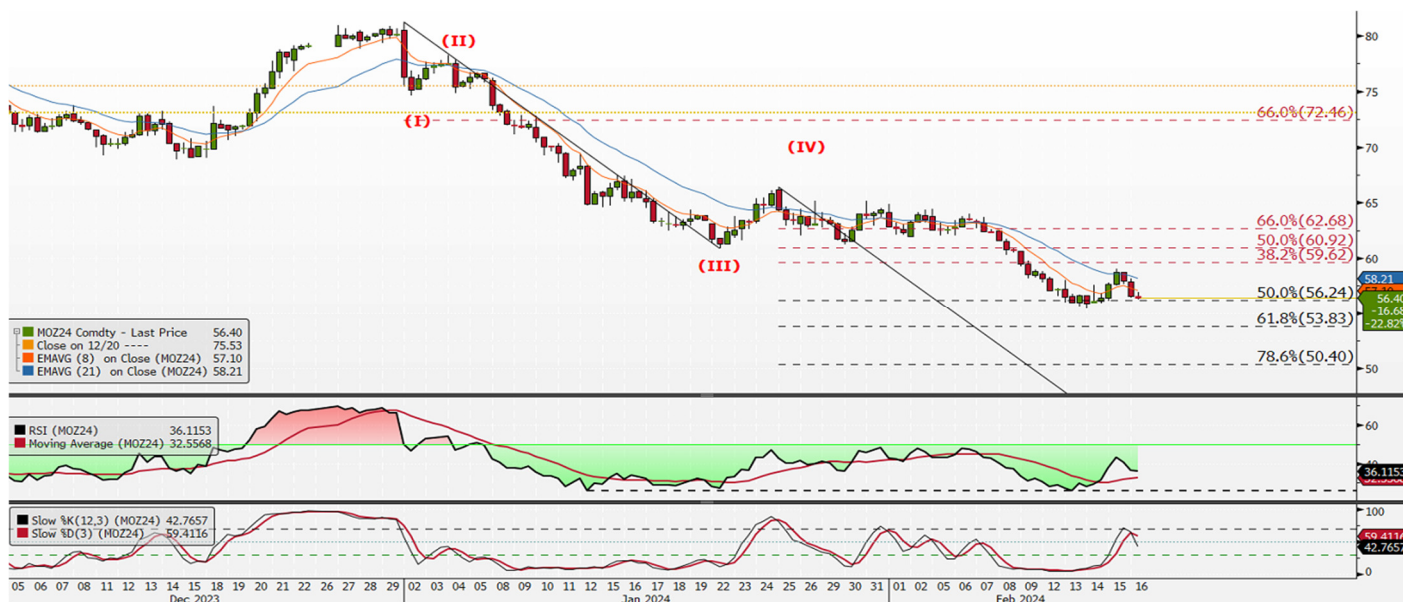 80
75
70
65
60
50
(II)
(I)
66.0%(72.46)
(IV)
66.0%(62.68)
50.0%(60.92)
38.2%(59.62)
(III)
58.21
50.0%(56.24)
56.40
-16.68
-22.82%
61.8%(53.83)
78.6%(50.40)
MOZ24 Comdty - Last Price 56.40
Close on 12/20 ---- 75.53
EMAVG (8) on Close (MOZ24) 57.10
EMAVG (21) on Close (MOZ24) 58.21
RSI (MOZ24) 36.1153
Moving Average (MOZ24) 32.5568
60
36.1153
Slow %K(12,3) (MOZ24) 42.7657
Slow %D(3) (MOZ24) 59.4116
100
59.4116
42.7657
0
05 06 07 08 11 12 13 14 15 18 19 20 21 22 27 28 29 02 03 04 05 08 09 10 11 12 15 16 17 18 19 22 23 24 25 26 29 30 31 01 02 05 06 07 08 09 12 13 14 15 16
Dec 2023 Jan 2024 Feb 2024